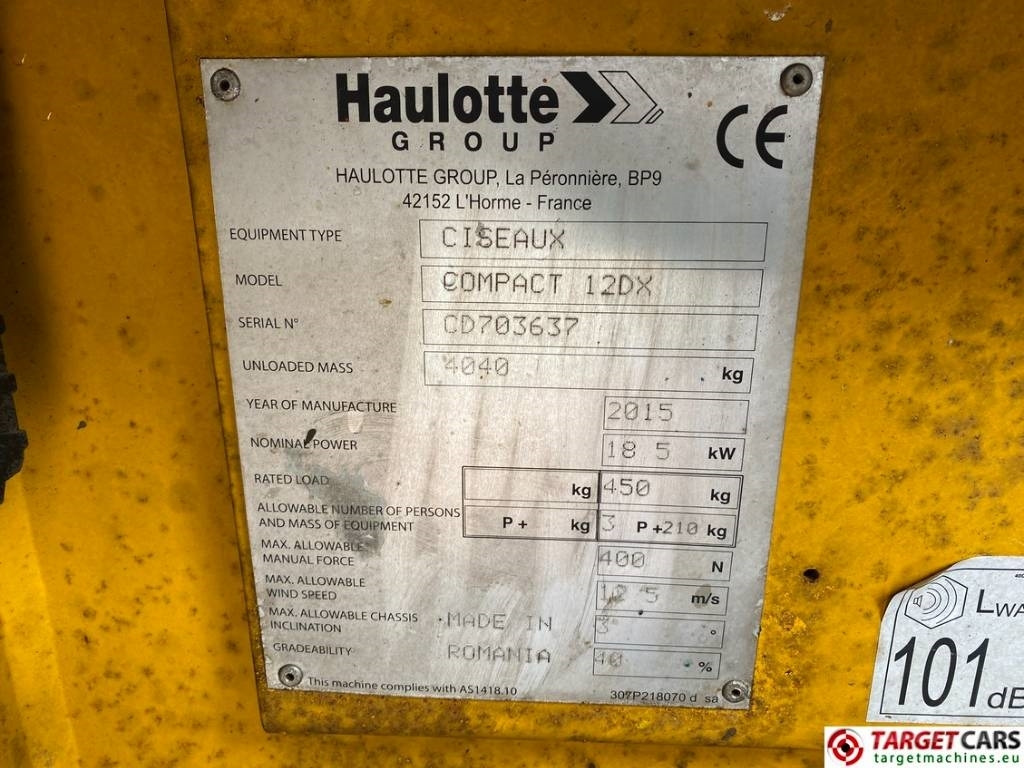 Haulotte
GROUP
CE
HAULOTTE GROUP, La Péronnière, BP9
42152 L'Horme - France
EQUIPMENT TYPE CISEAUX
MODEL COMPACT 12DX
SERIAL N° CD703637
UNLOADED MASS 4040 kg
YEAR OF MANUFACTURE 2015
NOMINAL POWER 18 5 kW
RATED LOAD kg 450 kg
ALLOWABLE NUMBER OF PERSONS
AND MASS OF EQUIPMENT P + kg 3 P +210 kg
MAX. ALLOWABLE
MANUAL FORCE 400 N
MAX. ALLOWABLE
WIND SPEED 12 5 m/s
MAX. ALLOWABLE CHASSIS
INCLINATION 3 °
MADE IN
ROMANIA
GRADEABILITY 40 %
This machine complies with AS1418.10
307P218070 d sa
LWA
101 dB
TARGETCARS
targetmachines.eu